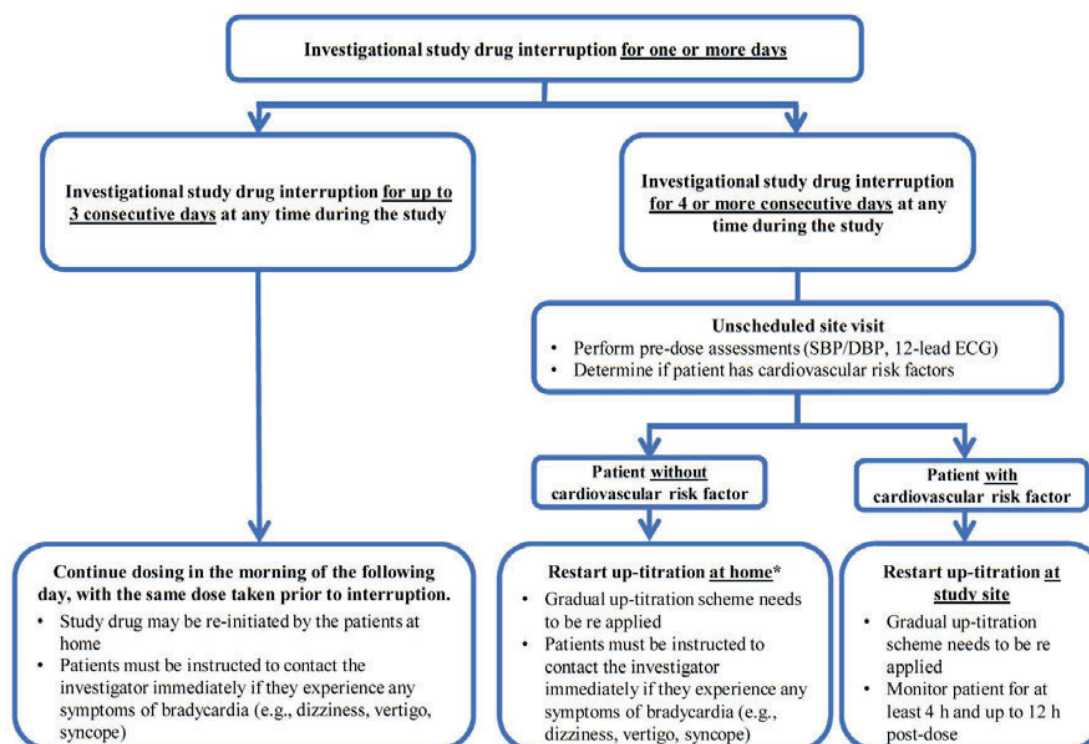 Investigational study drug interruption for one or more days
Investigational study drug interruption for up to
3 consecutive days at any time during the study
Investigational study drug interruption
for 4 or more consecutive days at any
time during the study
Unscheduled site visit
• Perform pre-dose assessments (SBP/DBP, 12-lead ECG)
• Determine if patient has cardiovascular risk factors
Patient without
cardiovascular risk factor
Patient with
cardiovascular risk factor
Continue dosing in the morning of the following
day, with the same dose taken prior to interruption.
• Study drug may be re-initiated by the patients at
home
• Patients must be instructed to contact the
investigator immediately if they experience any
symptoms of bradycardia (e.g., dizziness, vertigo,
syncope)
Restart up-titration at home*
• Gradual up-titration scheme needs
to be re applied
• Patients must be instructed to
contact the investigator
immediately if they experience any
symptoms of bradycardia (e.g.,
dizziness, vertigo, syncope)
Restart up-titration at
study site
• Gradual up-titration
scheme needs to be re
applied
• Monitor patient for at
least 4 h and up to 12 h
post-dose